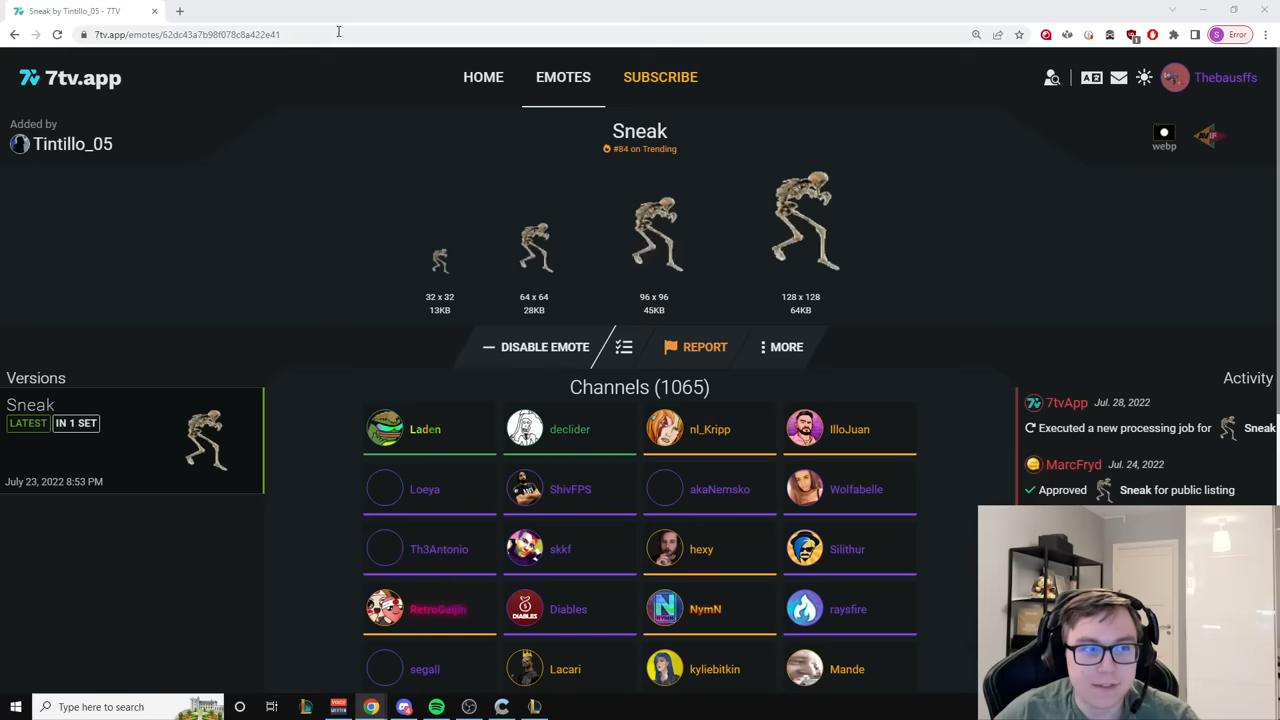 Sneak by Tintillo_05 - 7TV
7tv.app/emotes/62dc43a7b98f078c8a422e41
Error
7tv.app
HOME
EMOTES
SUBSCRIBE
Thebausffs
Added by
Tintillo_05
Sneak
#84 on Trending
webp
AVIF
32 x 32
13KB
64 x 64
28KB
96 x 96
45KB
128 x 128
64KB
DISABLE EMOTE
REPORT
MORE
Versions
Sneak
LATEST
IN 1 SET
July 23, 2022 8:53 PM
Channels (1065)
Laden
declider
nl_Kripp
IlloJuan
Loeya
ShivFPS
akaNemsko
Wolfabelle
Th3Antonio
skkf
hexy
Silithur
RetroGaijin
DIABLES
Diables
NymN
raysfire
segall
Lacari
kyliebitkin
Mande
Activity
7tvApp Jul. 28, 2022
Executed a new processing job for Sneak
MarcFryd Jul. 24, 2022
Approved Sneak for public listing
Type here to search